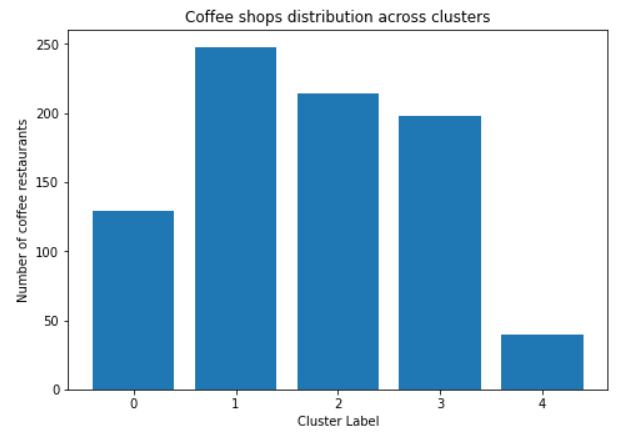 Coffee shops distribution across clusters
250
200
150
100
50
0
Number of coffee restaurants
0 1 2 3 4
Cluster Label